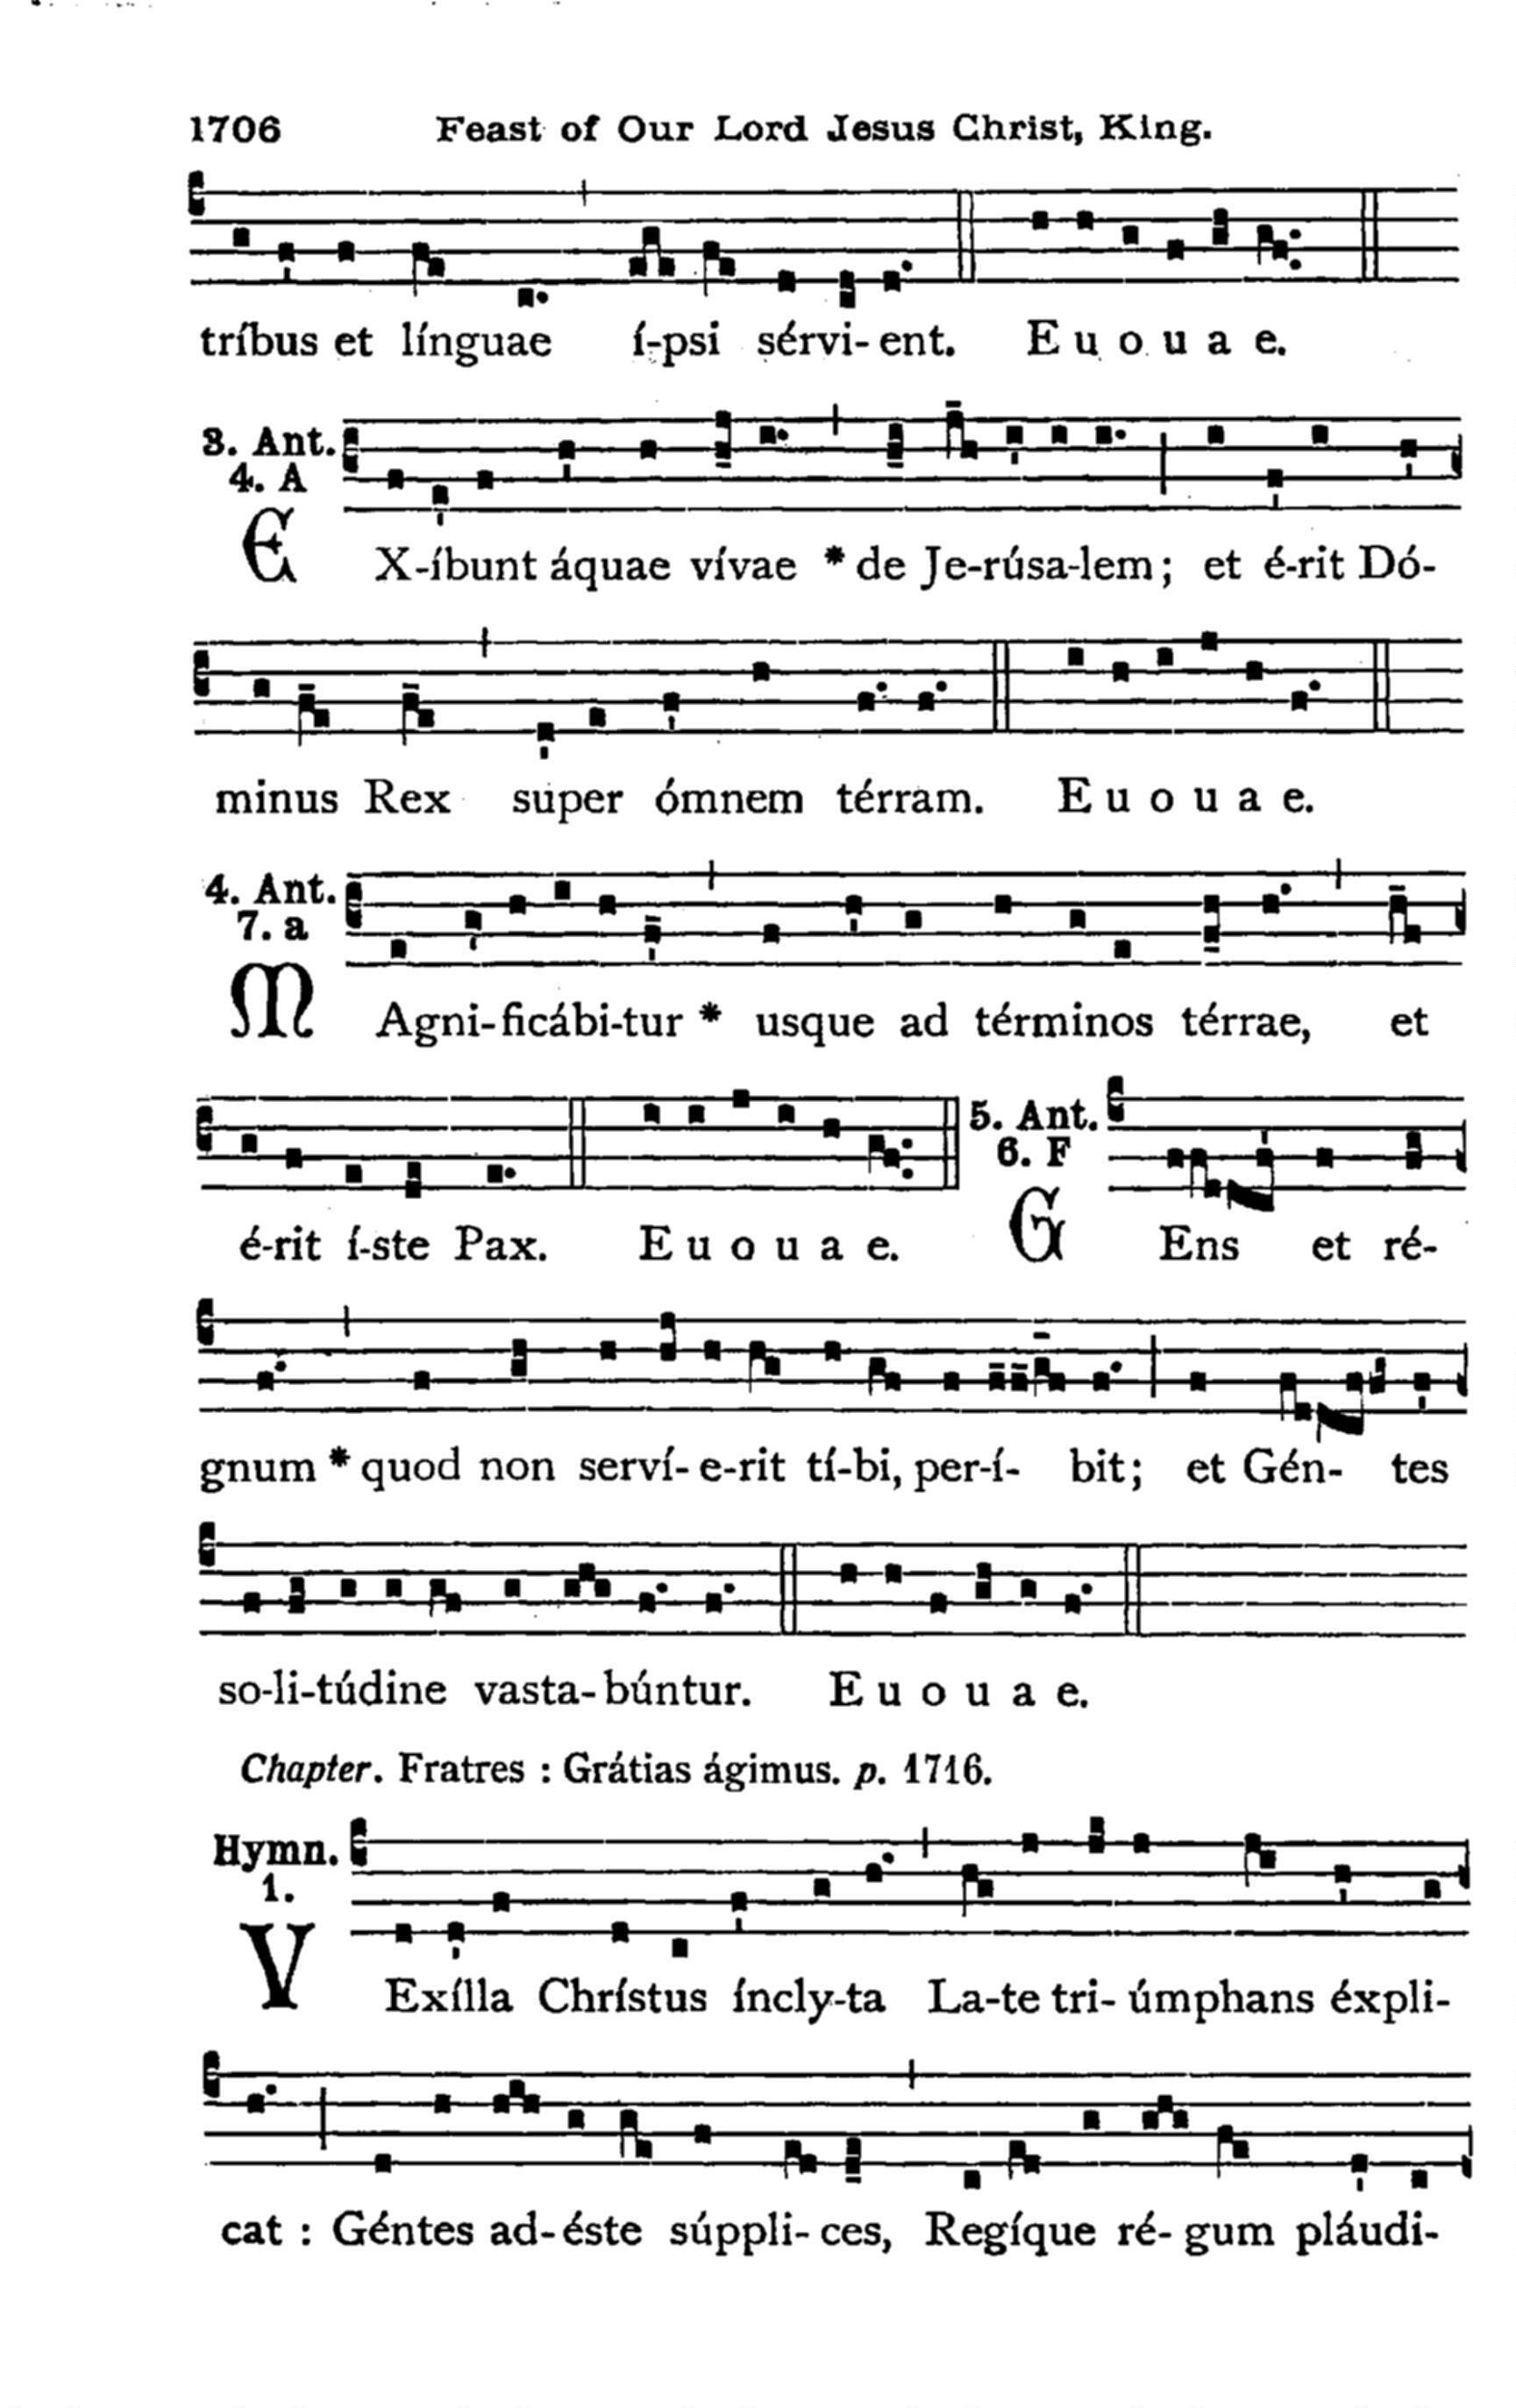 1706 Feast of Our Lord Jesus Christ, King.
tríbus et línguae í-psi sérvi-ent. E u o u a e.
3. Ant.
4. A
EX-íbunt áquae vívae * de Je-rúsa-lem; et é-rit Dó-
minus Rex super ómnem térram. E u o u a e.
4. Ant.
7. a
MAgni-ficábi-tur * usque ad términos térrae, et
é-rit í-ste Pax. E u o u a e.
5. Ant.
6. F
GEns et ré-
gnum * quod non serví-e-rit tí-bi, per-í-bit; et Gén-tes
so-li-túdine vasta-búntur. E u o u a e.
Chapter. Fratres : Grátias ágimus. p. 1716.
Hymn.
1.
VExílla Chrístus íncly-ta La-te tri-úmphans éxpli-
cat : Géntes ad-éste súppli-ces, Regíque ré-gum pláudi-